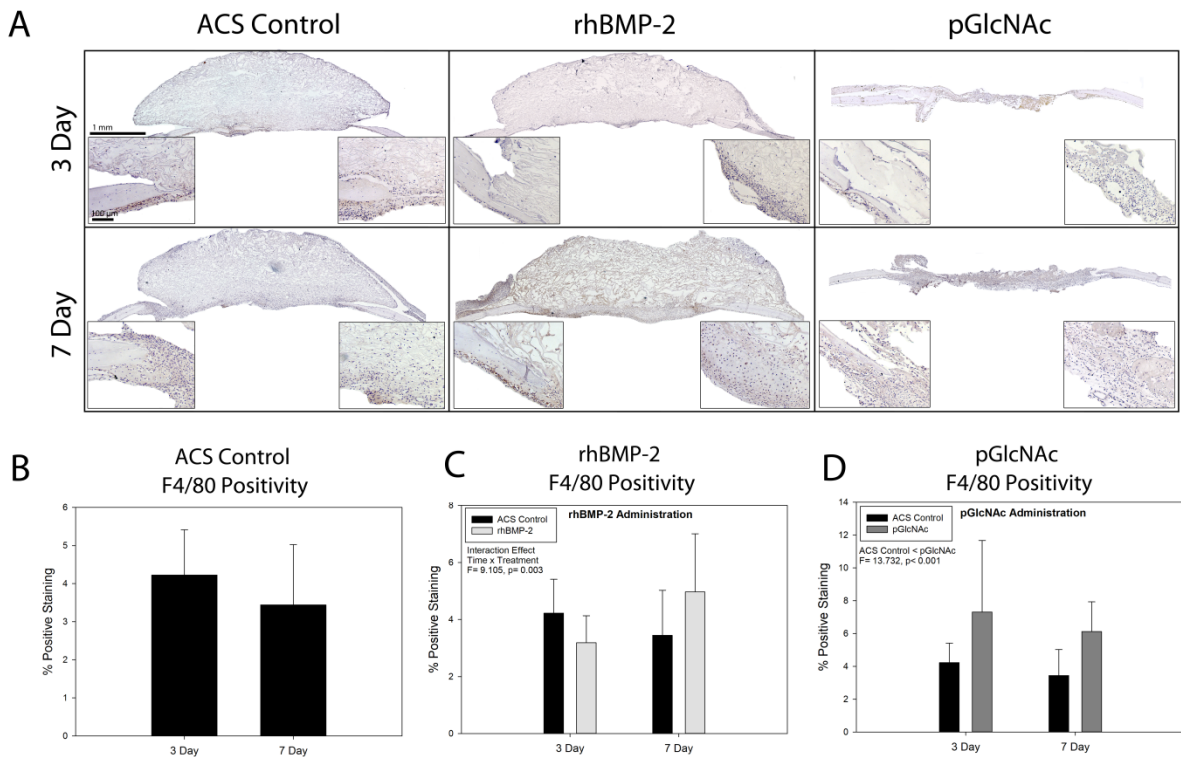 A
ACS Control
rhBMP-2
pGlcNAc
3 Day
1 mm
100 µm
7 Day
B
ACS Control
F4/80 Positivity
% Positive Staining
6
5
4
3
2
1
0
3 Day
7 Day
C
rhBMP-2
F4/80 Positivity
rhBMP-2 Administration
ACS Control
rhBMP-2
Interaction Effect
Time x Treatment
F= 9.105, p= 0.003
% Positive Staining
8
6
4
2
0
3 Day
7 Day
D
pGlcNAc
F4/80 Positivity
pGlcNAc Administration
ACS Control
pGlcNAc
ACS Control < pGlcNAc
F= 13.732, p< 0.001
% Positive Staining
14
12
10
8
6
4
2
0
3 Day
7 Day